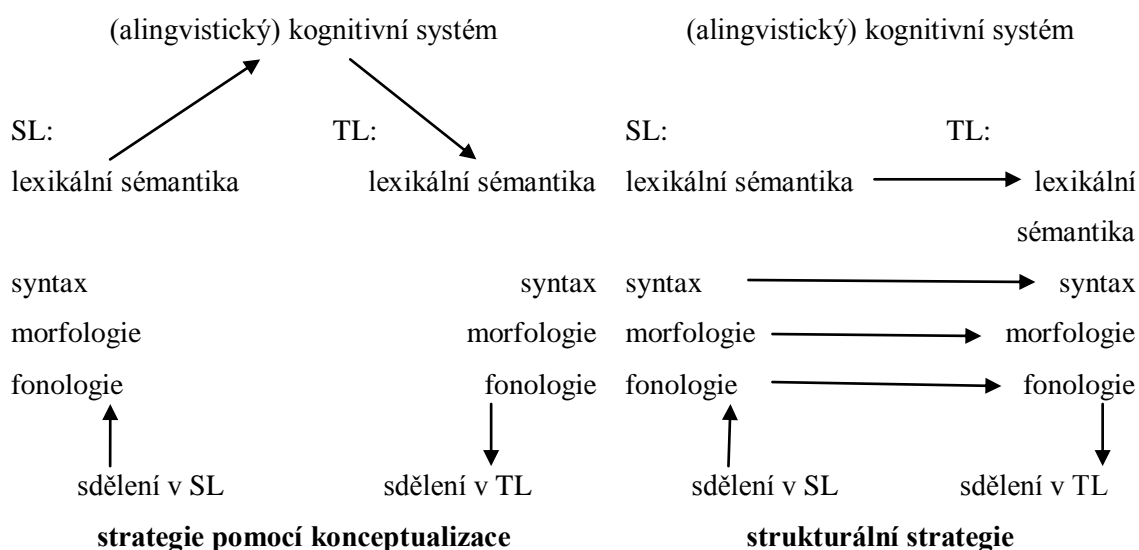 (alingvistický) kognitivní systém (alingvistický) kognitivní systém
SL: TL: SL: TL:
lexikální sémantika lexikální sémantika lexikální sémantika lexikální
sémantika
syntax syntax syntax syntax
morfologie morfologie morfologie morfologie
fonologie fonologie fonologie fonologie
sdělení v SL sdělení v TL sdělení v SL sdělení v TL
strategie pomocí konceptualizace strukturální strategie